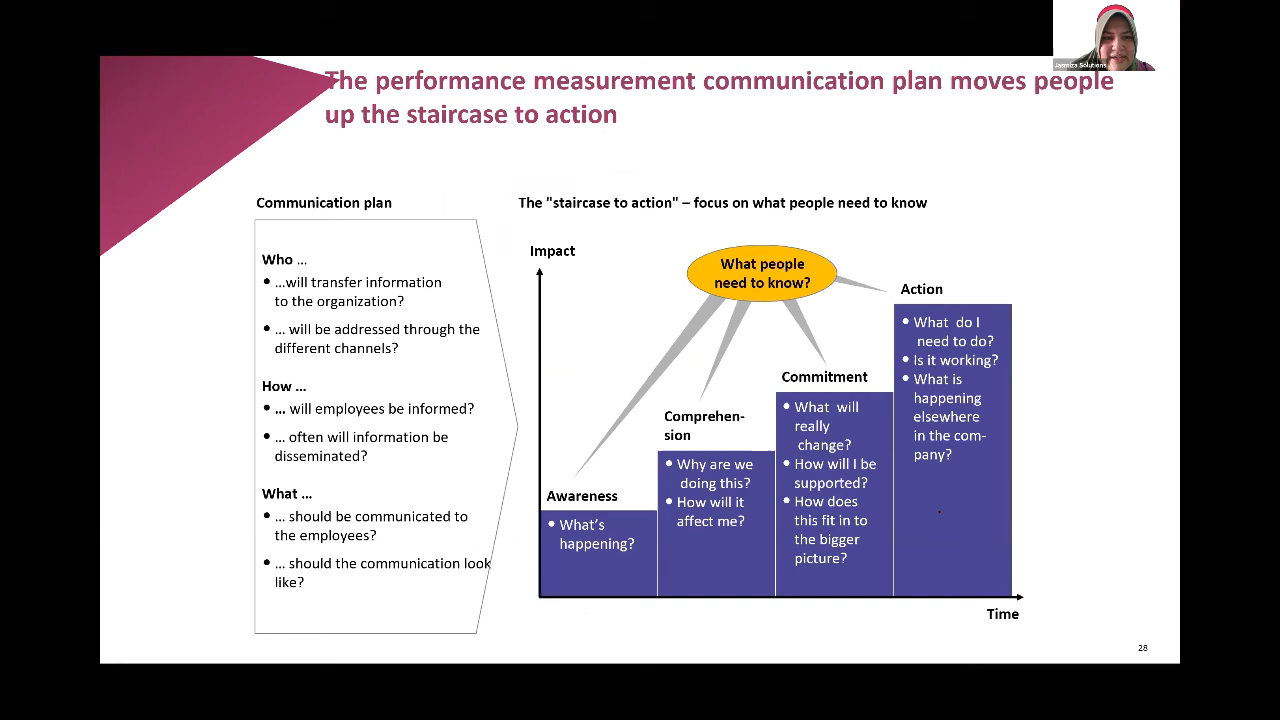 Jasmiza Solutions
The performance measurement communication plan moves people
up the staircase to action
Communication plan
Who ...
• ...will transfer information
to the organization?
• ... will be addressed through the
different channels?
How ...
• ... will employees be informed?
• ... often will information be
disseminated?
What ...
• ... should be communicated to
the employees?
• ... should the communication look
like?
The "staircase to action" – focus on what people need to know
Impact
What people
need to know?
Awareness
• What's
happening?
Comprehen-
sion
• Why are we
doing this?
• How will it
affect me?
Commitment
• What will
really
change?
• How will I be
supported?
• How does
this fit in to
the bigger
picture?
Action
• What do I
need to do?
• Is it working?
• What is
happening
elsewhere
in the com-
pany?
Time
28